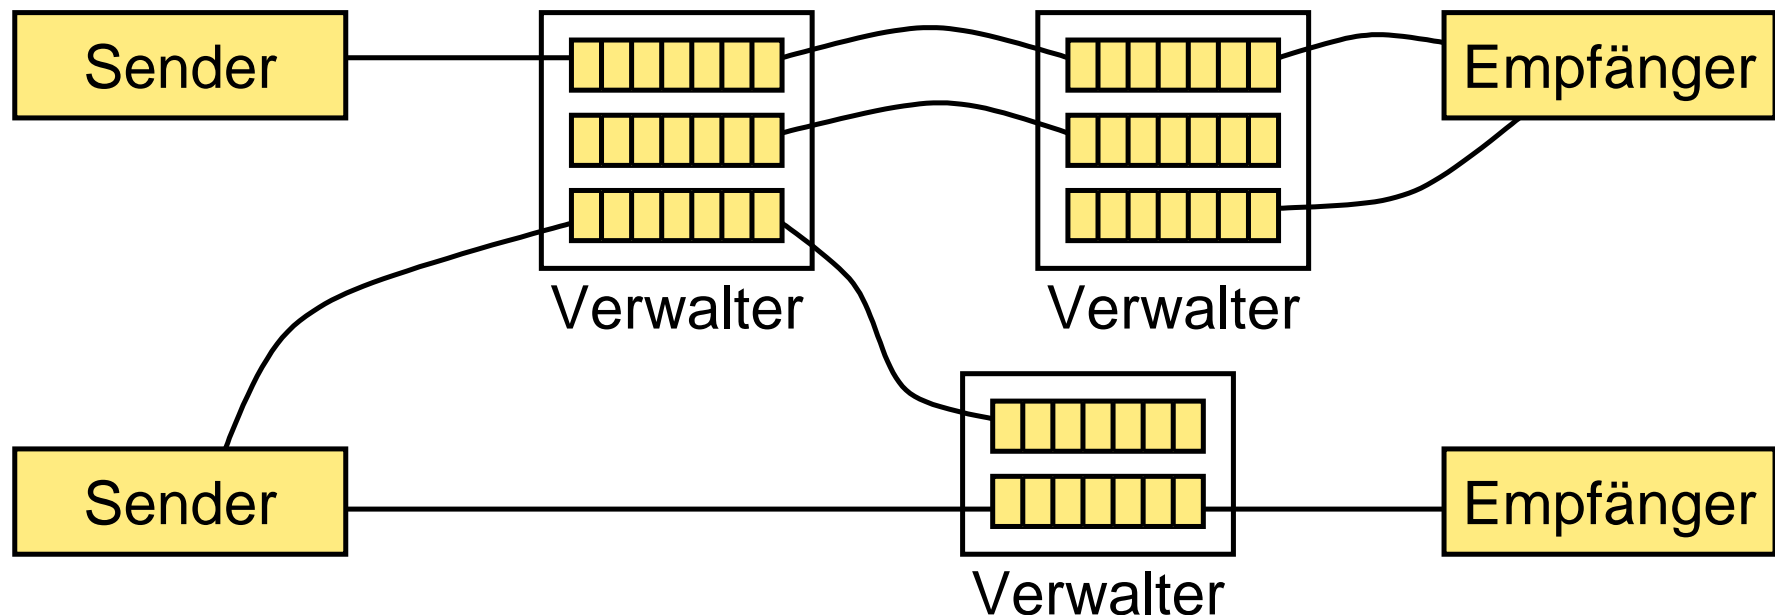 Sender
Empfänger
Verwalter
Verwalter
Sender
Empfänger
Verwalter